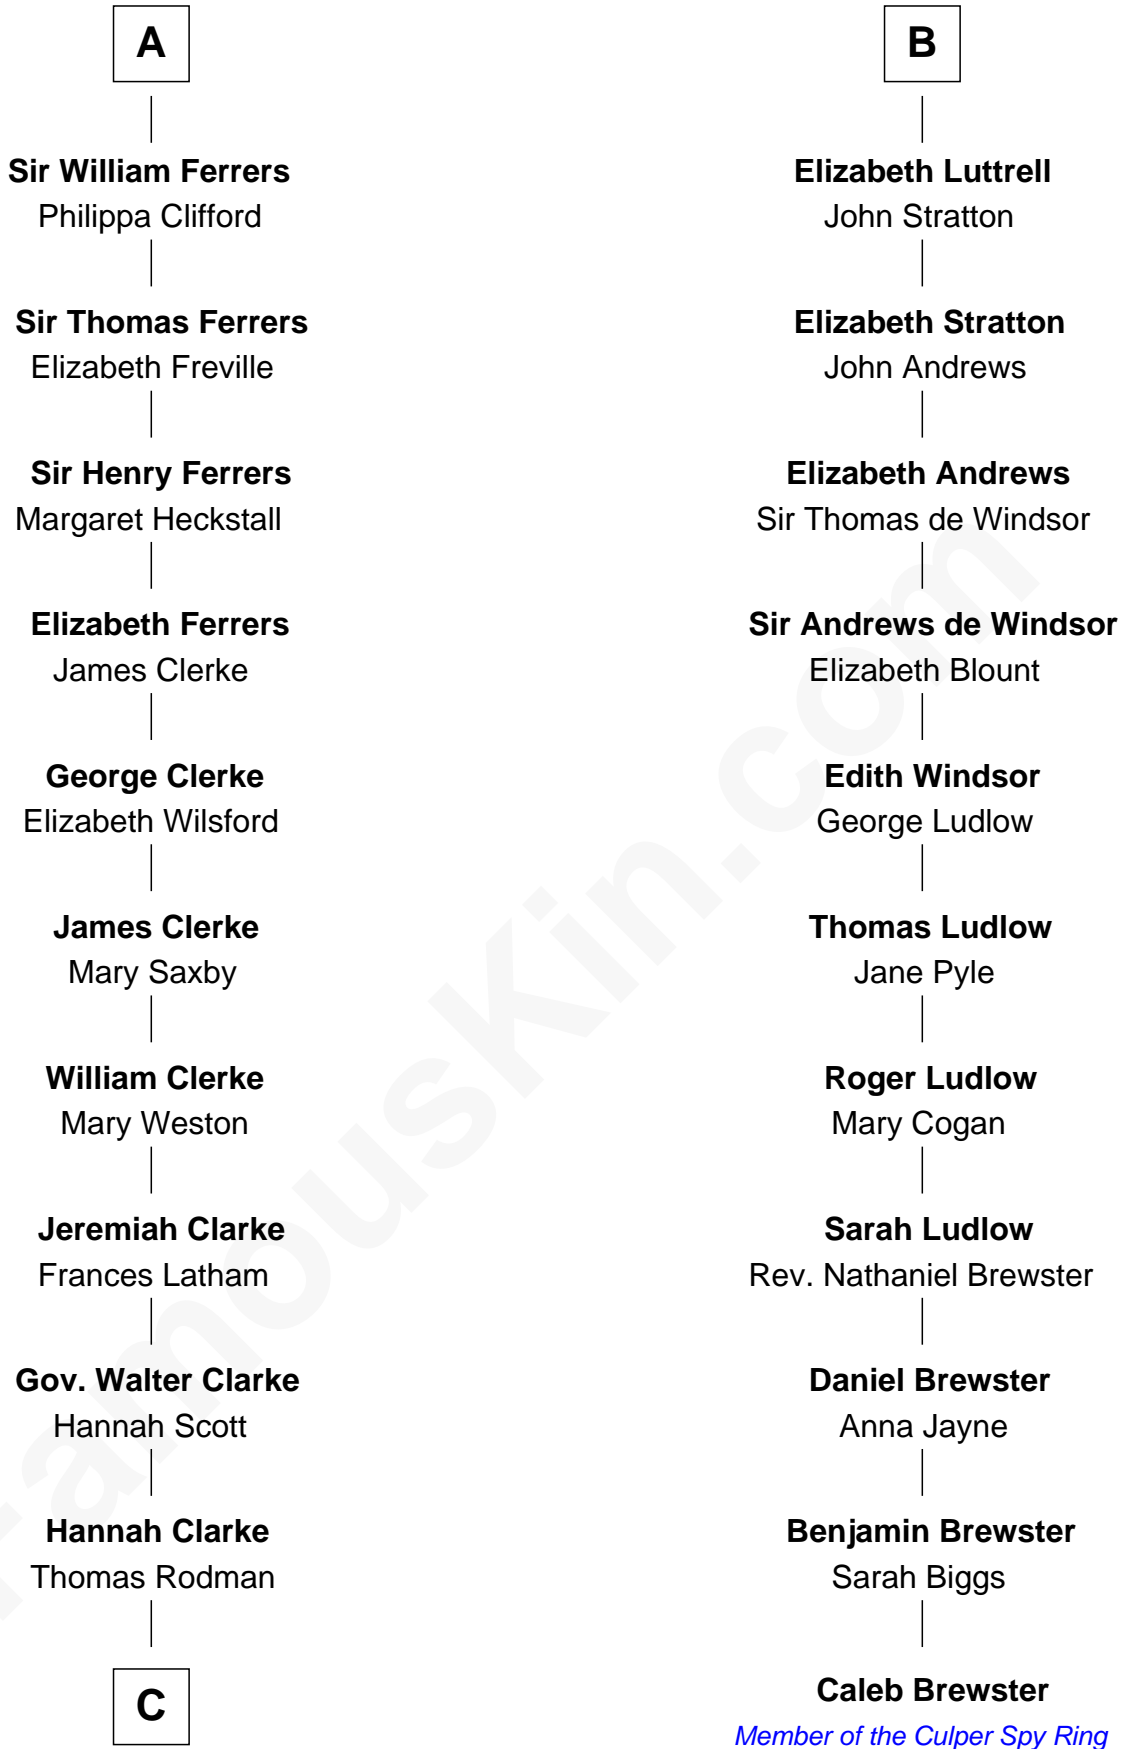 A
Sir William Ferrers
Philippa Clifford
Sir Thomas Ferrers
Elizabeth Freville
Sir Henry Ferrers
Margaret Heckstall
Elizabeth Ferrers
James Clerke
George Clerke
Elizabeth Wilsford
James Clerke
Mary Saxby
William Clerke
Mary Weston
Jeremiah Clarke
Frances Latham
Gov. Walter Clarke
Hannah Scott
Hannah Clarke
Thomas Rodman
C
B
Elizabeth Luttrell
John Stratton
Elizabeth Stratton
John Andrews
Elizabeth Andrews
Sir Thomas de Windsor
Sir Andrews de Windsor
Elizabeth Blount
Edith Windsor
George Ludlow
Thomas Ludlow
Jane Pyle
Roger Ludlow
Mary Cogan
Sarah Ludlow
Rev. Nathaniel Brewster
Daniel Brewster
Anna Jayne
Benjamin Brewster
Sarah Biggs
Caleb Brewster
Member of the Culper Spy Ring
FamousKin.com